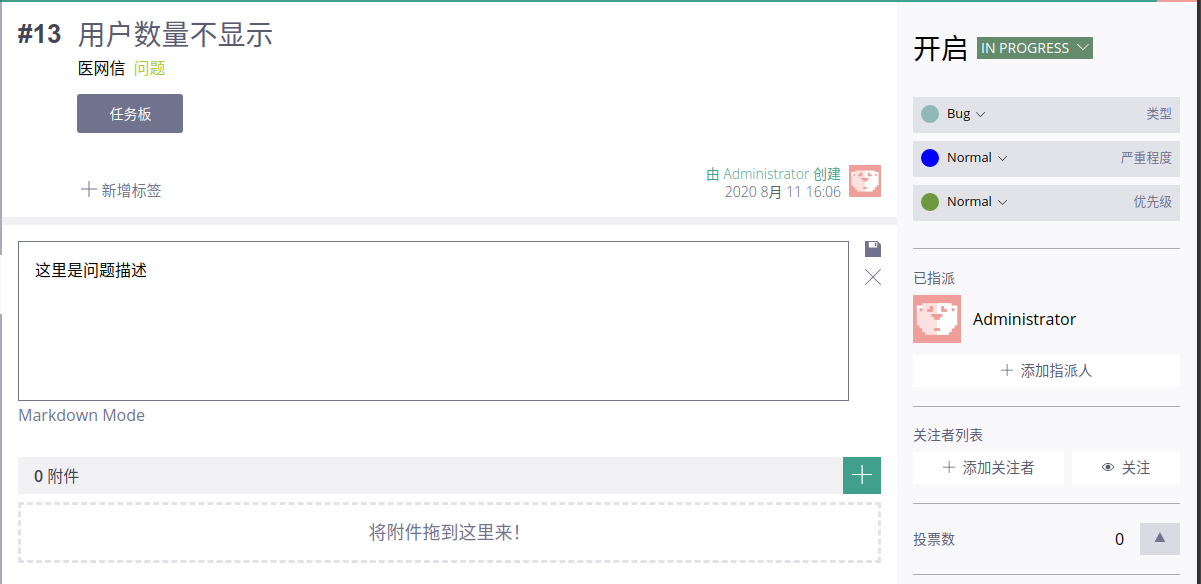 #13 用户数量不显示
医网信 问题
任务板
新增标签
由 Administrator 创建
2020 8月 11 16:06
这里是问题描述
Markdown Mode
0 附件
将附件拖到这里来!
开启 IN PROGRESS
Bug 类型
Normal 严重程度
Normal 优先级
已指派
Administrator
添加指派人
关注者列表
添加关注者 关注
投票数 0